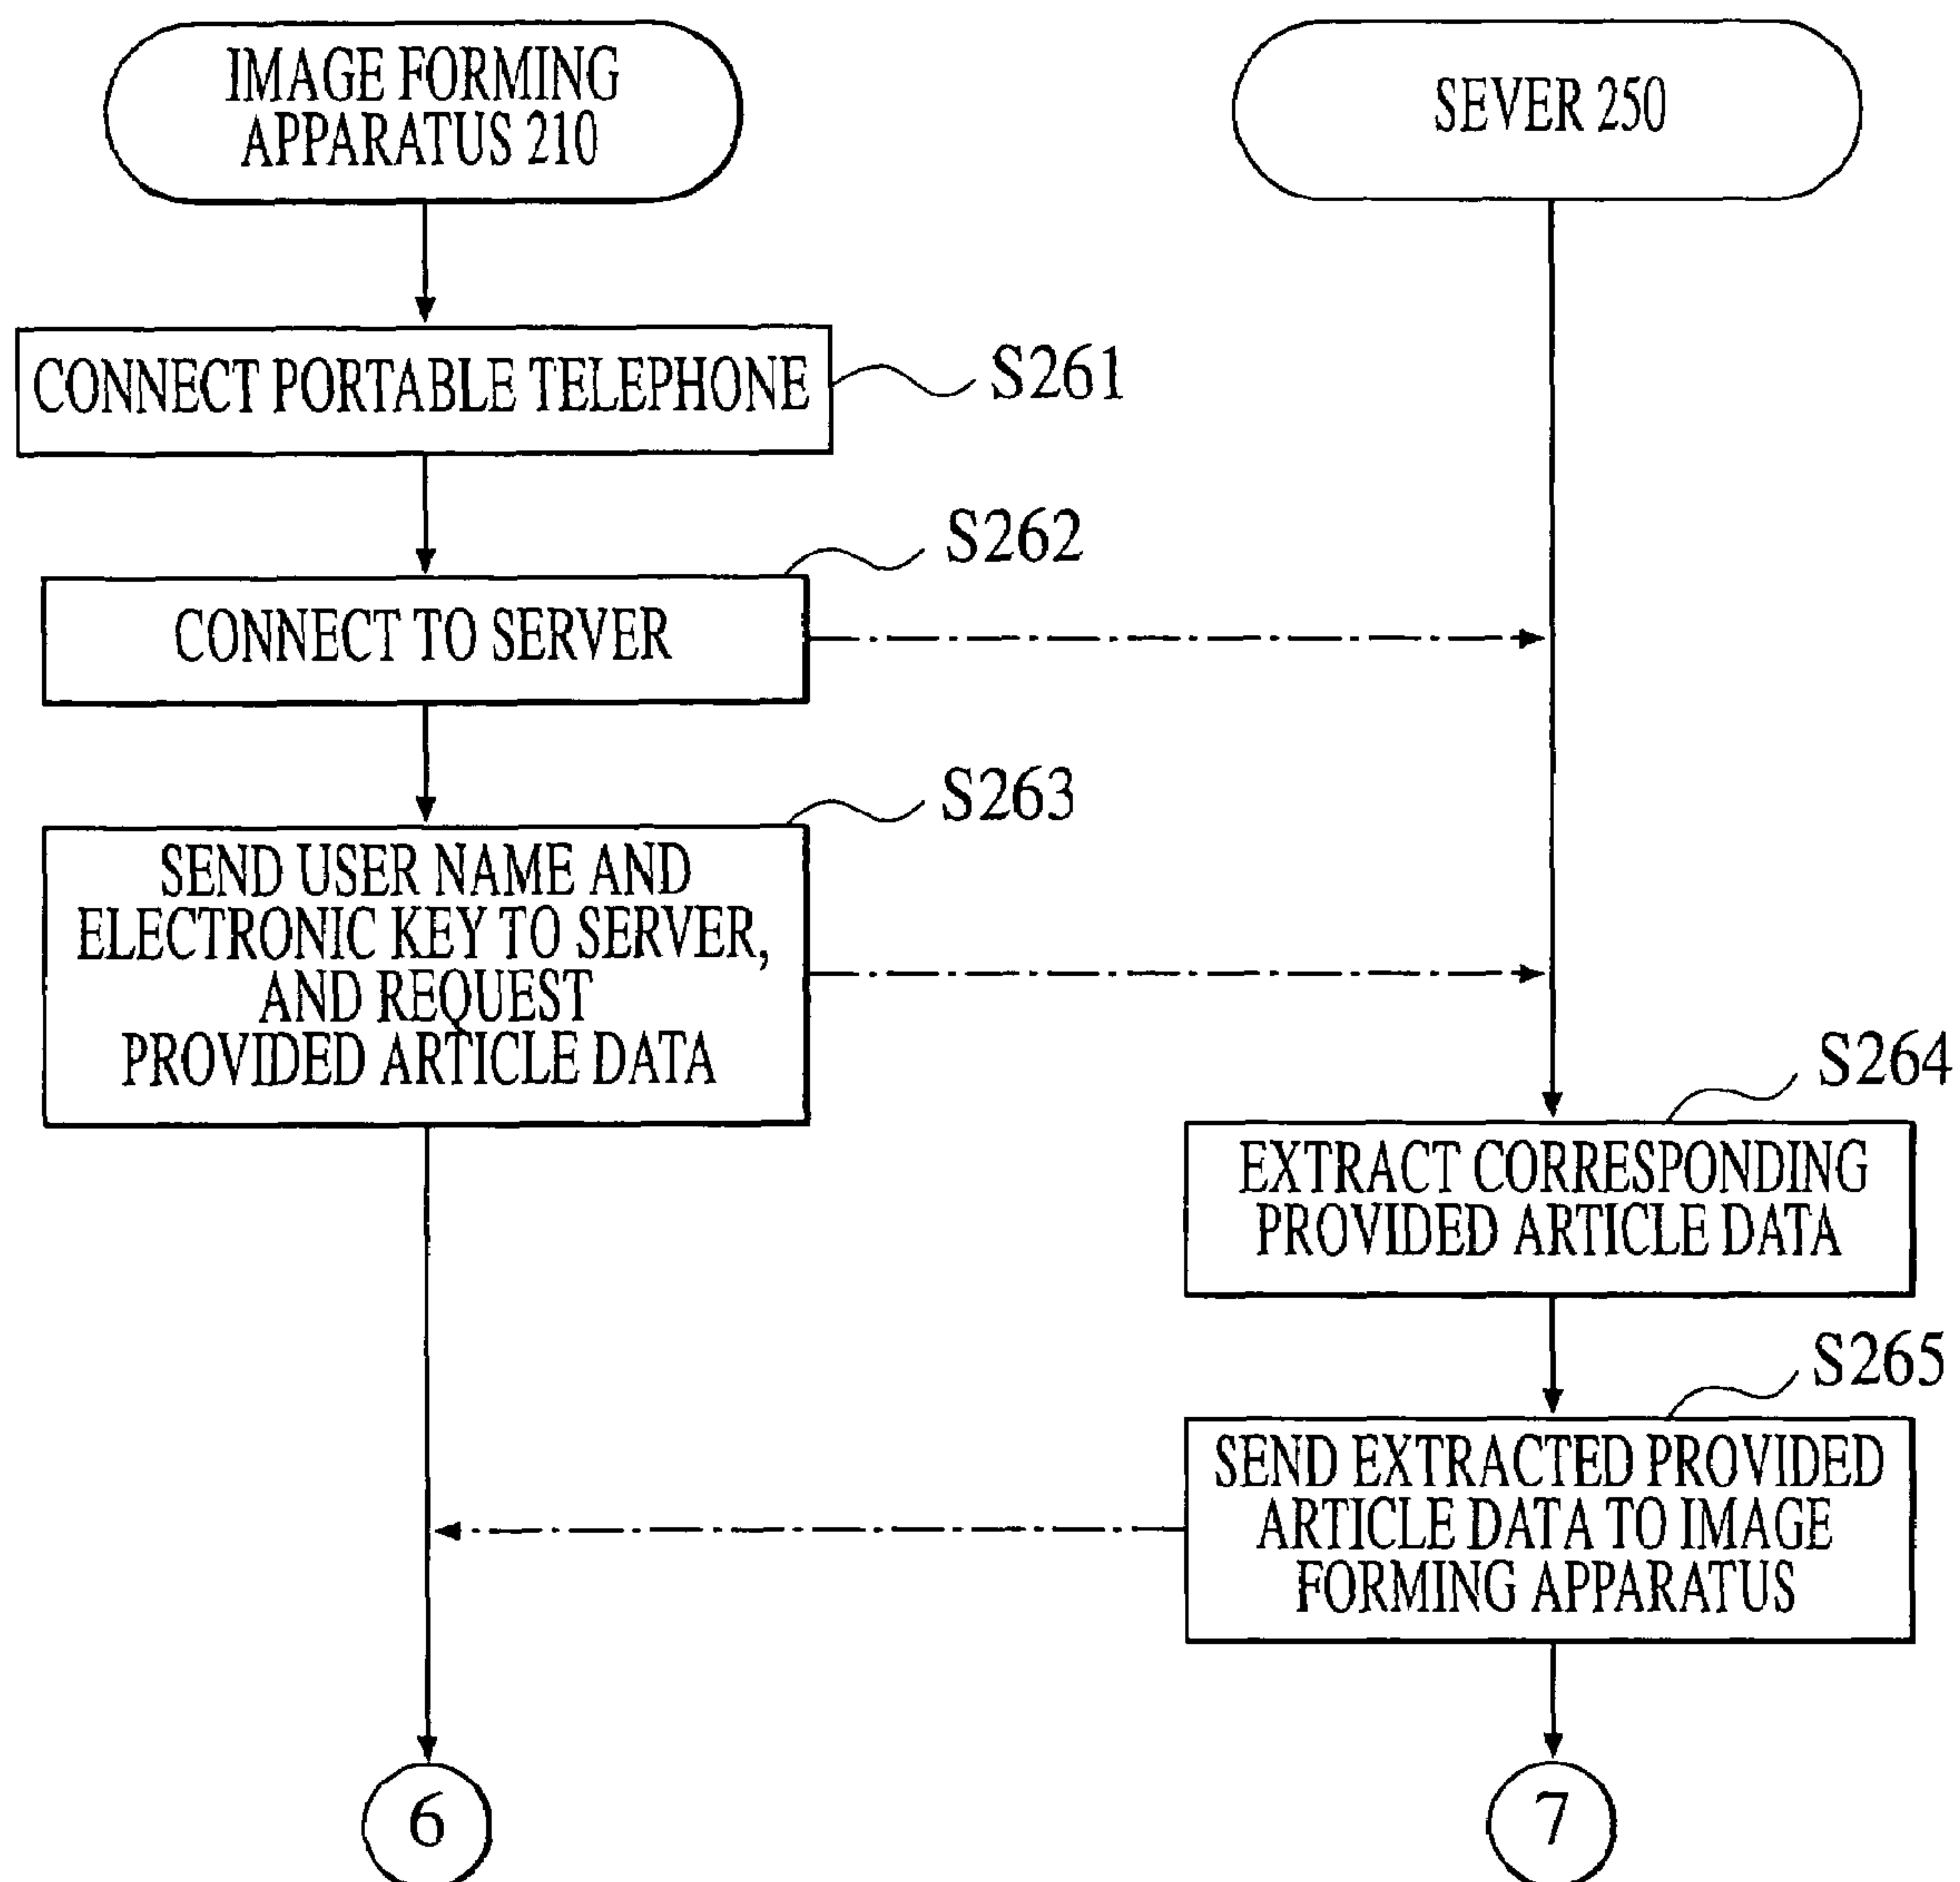 IMAGE FORMING
APPARATUS 210
SEVER 250
CONNECT PORTABLE TELEPHONE
S261
S262
CONNECT TO SERVER
S263
SEND USER NAME AND
ELECTRONIC KEY TO SERVER,
AND REQUEST
PROVIDED ARTICLE DATA
S264
EXTRACT CORRESPONDING
PROVIDED ARTICLE DATA
S265
SEND EXTRACTED PROVIDED
ARTICLE DATA TO IMAGE
FORMING APPARATUS
6
7